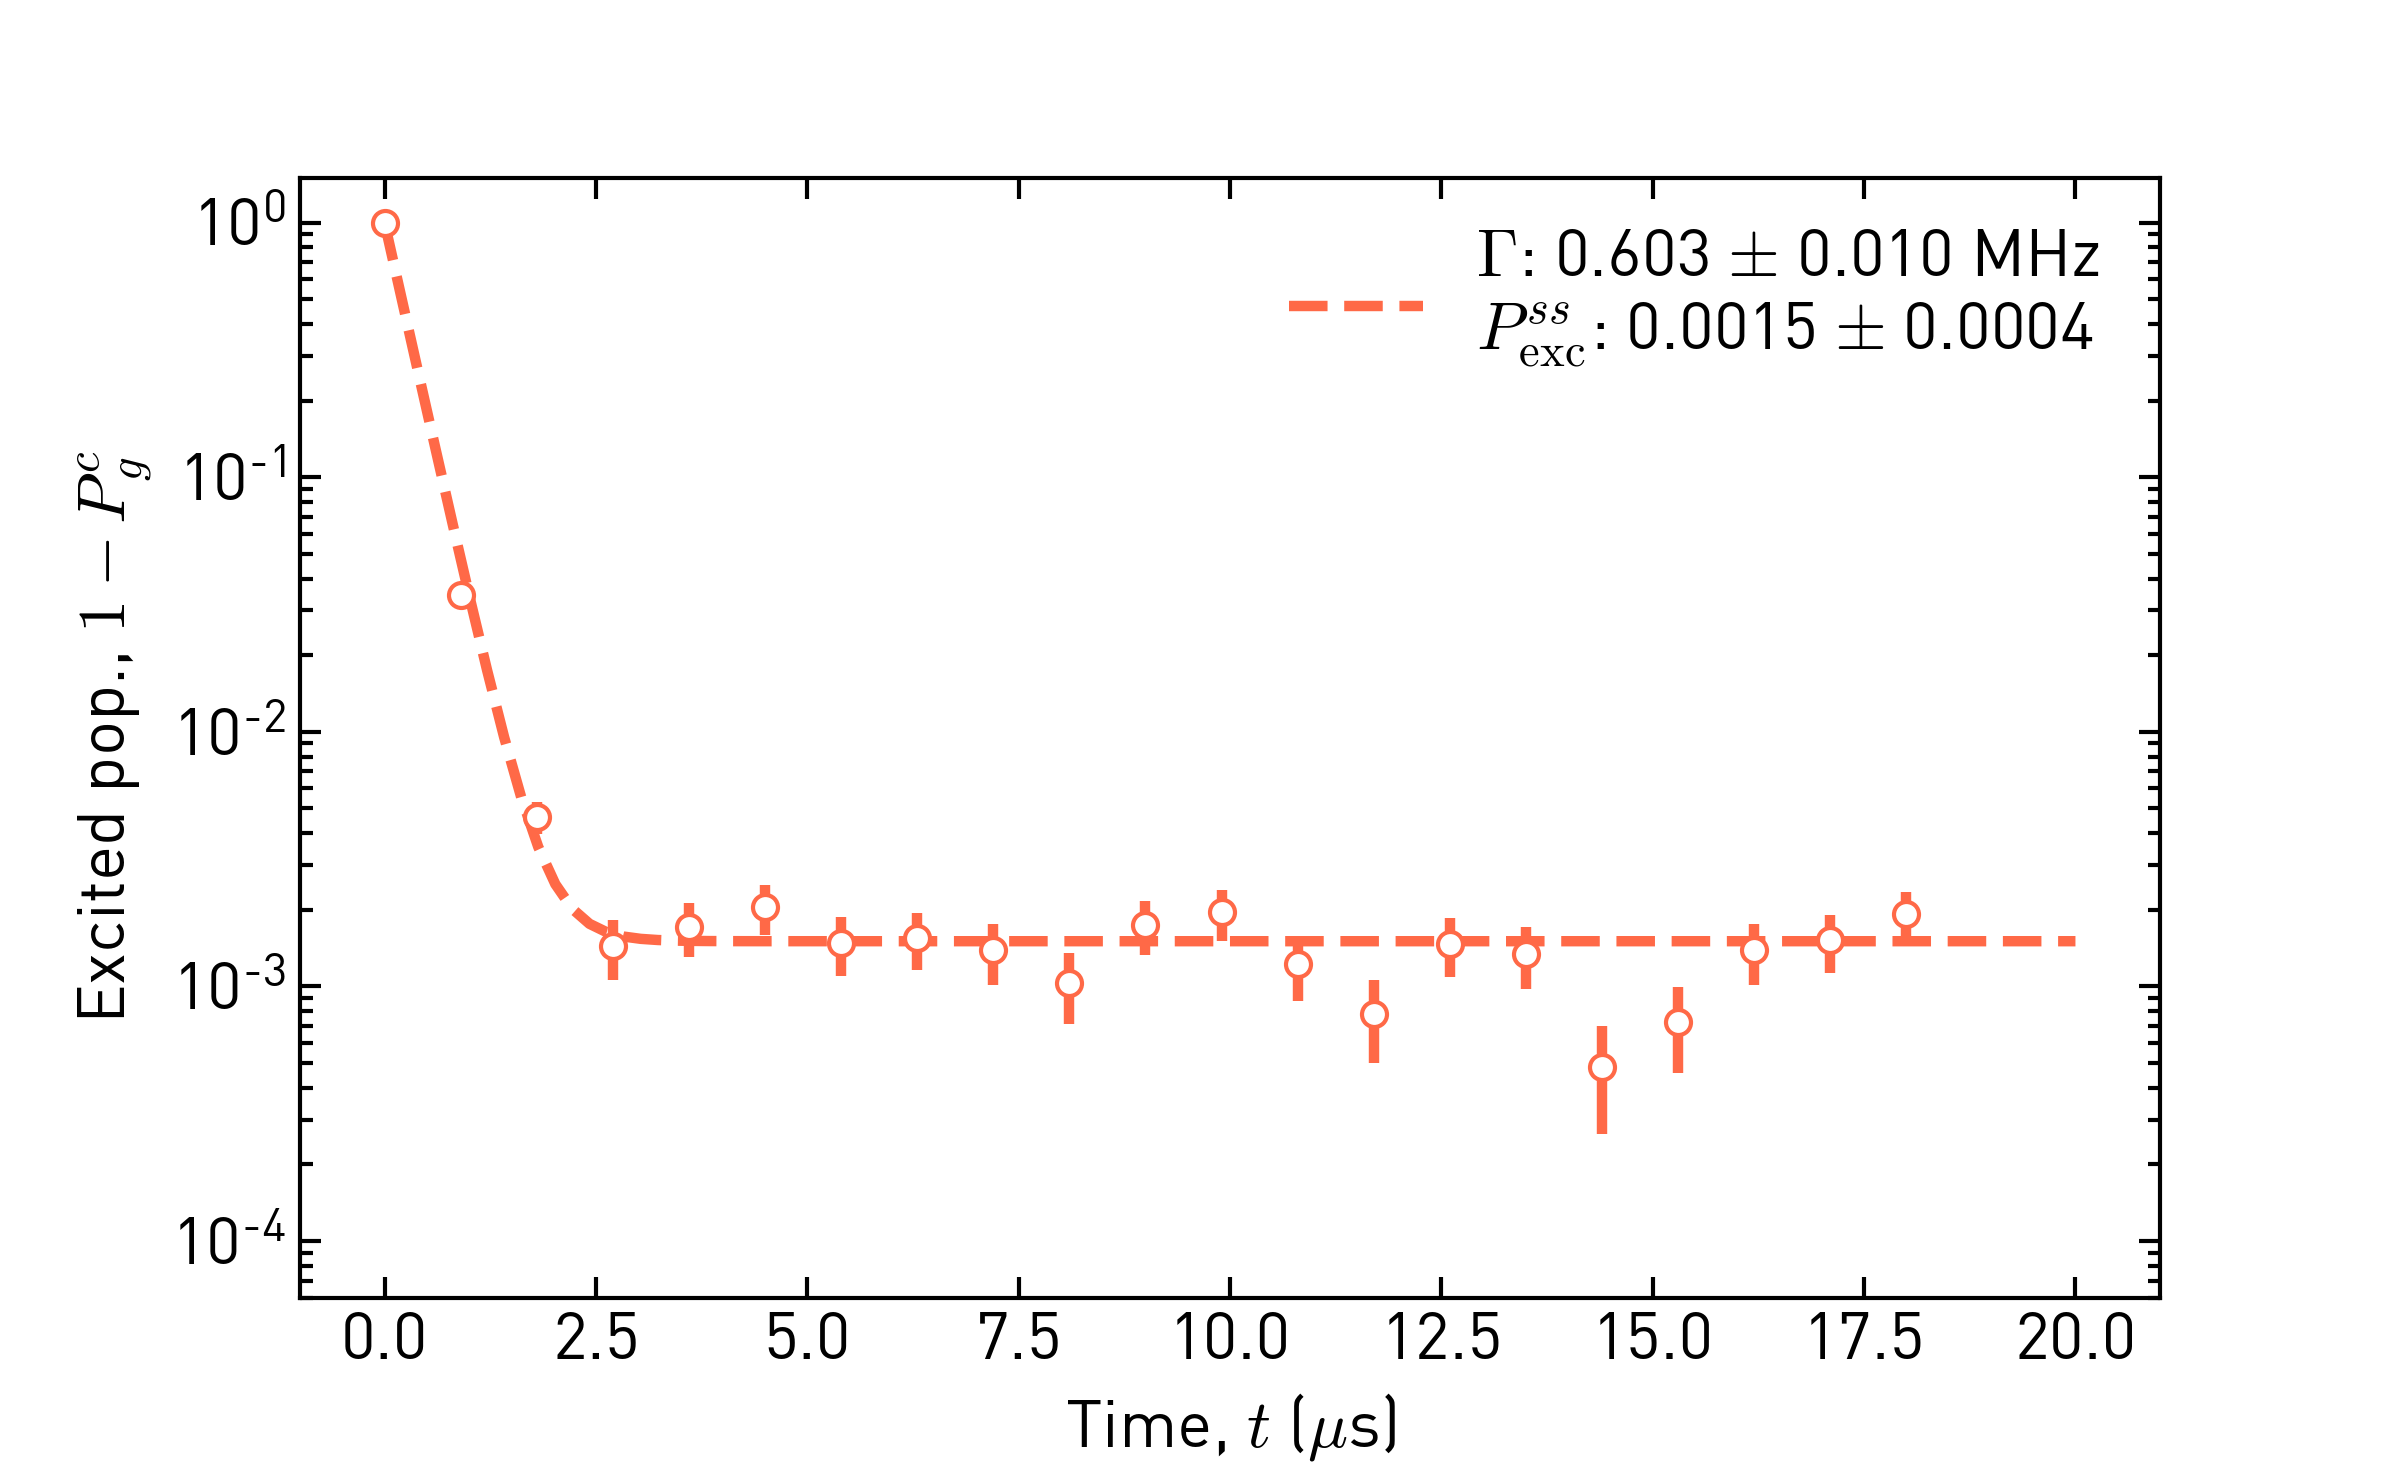 Γ: 0.603 ± 0.010 MHz
P^{ss}_{exc}: 0.0015 ± 0.0004
10^0
10^{-1}
10^{-2}
10^{-3}
10^{-4}
Excited pop., 1 − P^c_g
0.0 2.5 5.0 7.5 10.0 12.5 15.0 17.5 20.0
Time, t (μs)